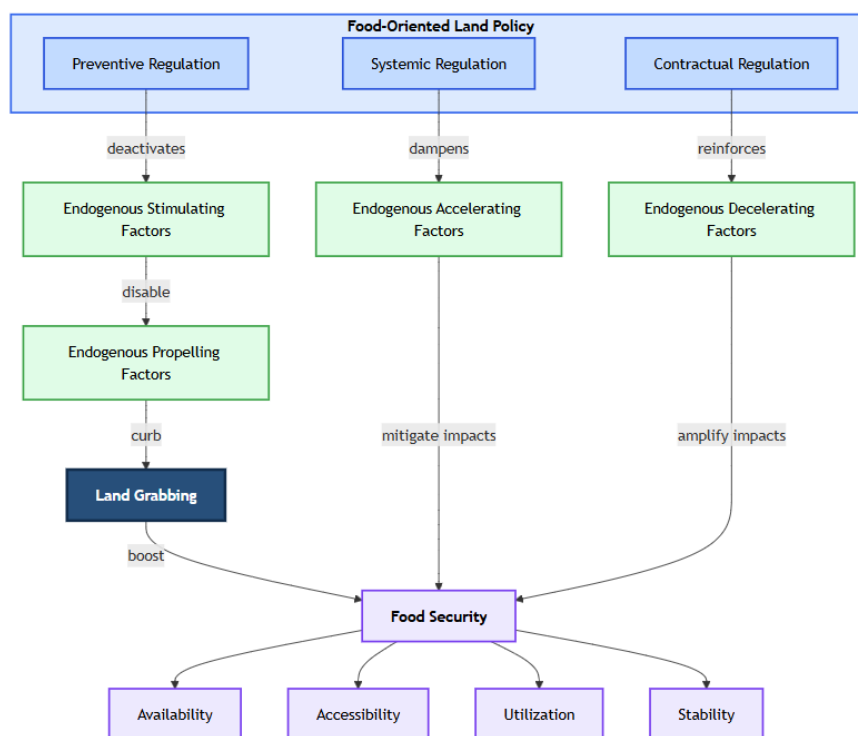 Food-Oriented Land Policy
Preventive Regulation
Systemic Regulation
Contractual Regulation
deactivates
dampens
reinforces
Endogenous Stimulating
Factors
Endogenous Accelerating
Factors
Endogenous Decelerating
Factors
disable
Endogenous Propelling
Factors
curb
mitigate impacts
amplify impacts
Land Grabbing
boost
Food Security
Availability
Accessibility
Utilization
Stability